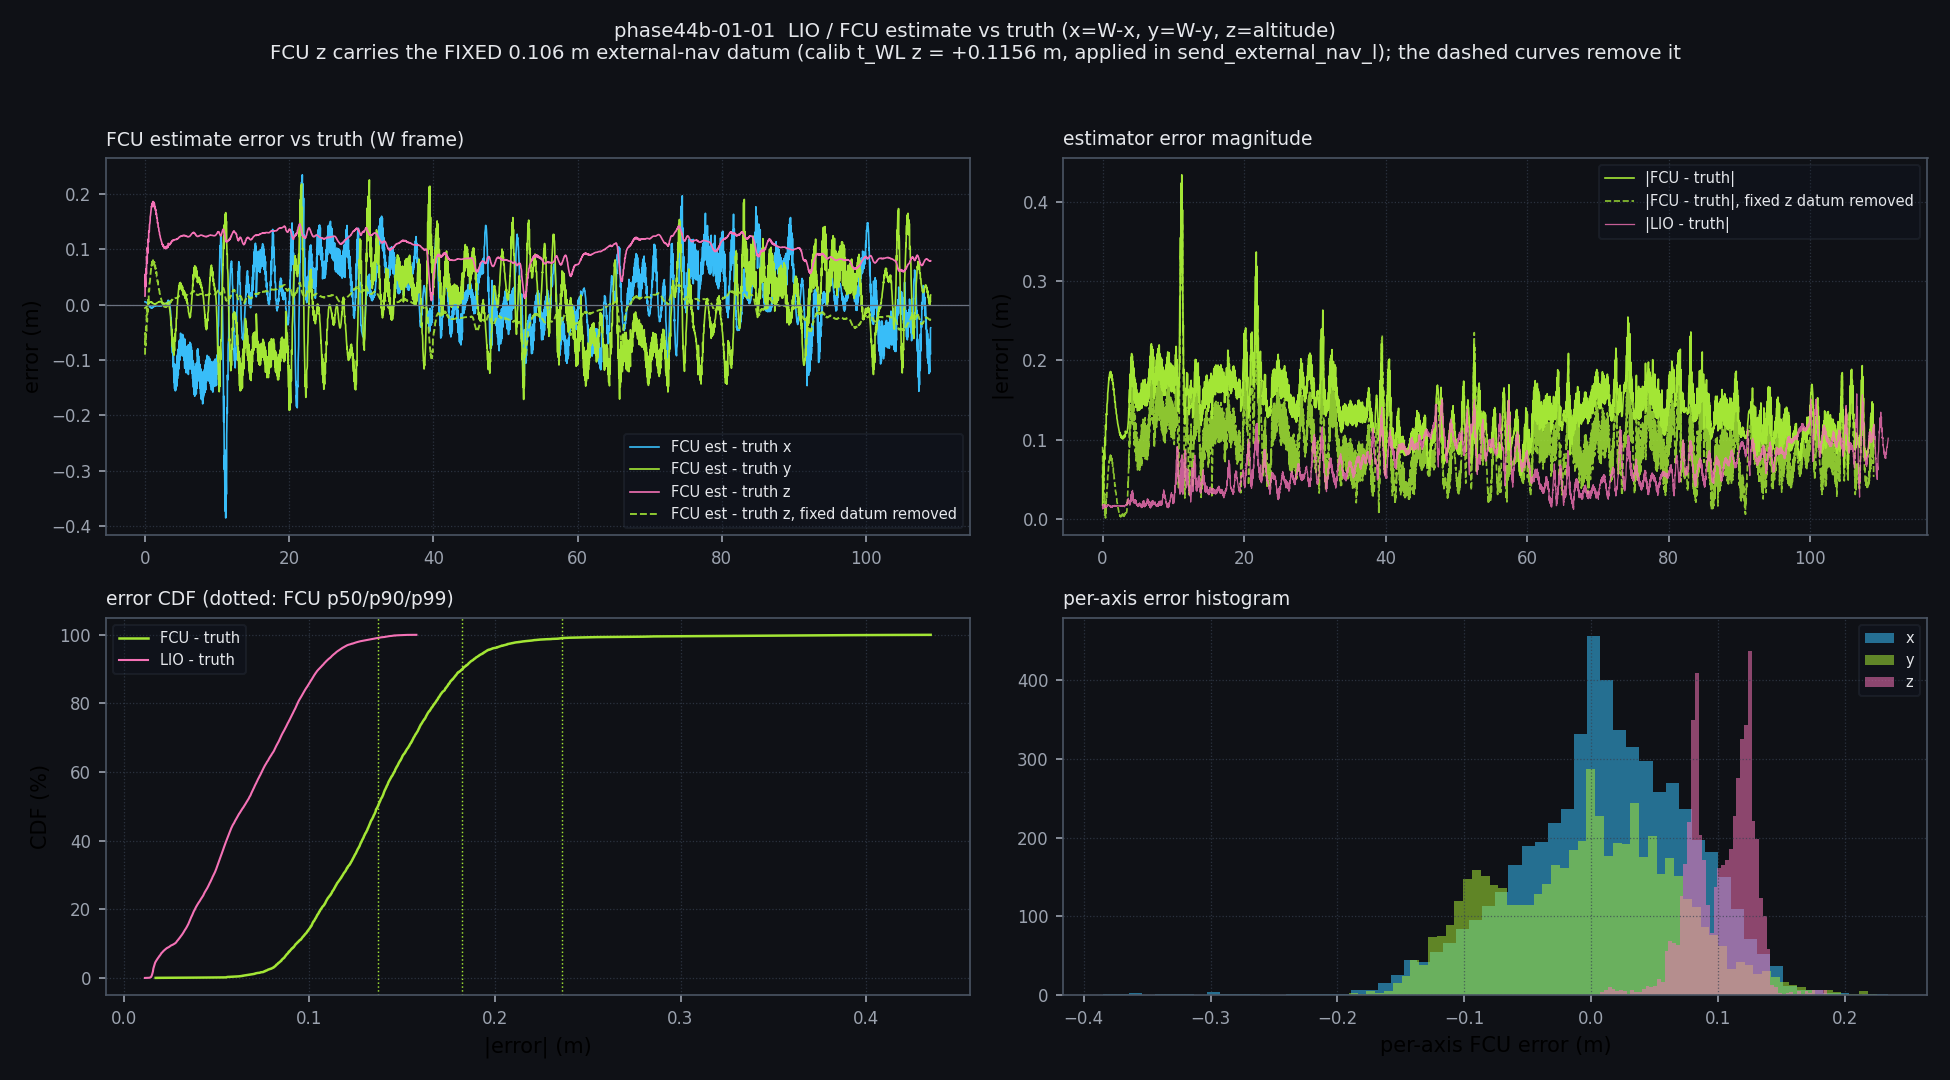 phase44b-01-01  LIO / FCU estimate vs truth (x=W-x, y=W-y, z=altitude)
FCU z carries the FIXED 0.106 m external-nav datum (calib t_WL z = +0.1156 m, applied in send_external_nav_l); the dashed curves remove it
FCU estimate error vs truth (W frame)
error (m)
0.2
0.1
0.0
−0.1
−0.2
−0.3
−0.4
FCU est - truth x
FCU est - truth y
FCU est - truth z
FCU est - truth z, fixed datum removed
0 20 40 60 80 100
estimator error magnitude
|error| (m)
0.4
0.3
0.2
0.1
0.0
|FCU - truth|
|FCU - truth|, fixed z datum removed
|LIO - truth|
0 20 40 60 80 100
error CDF (dotted: FCU p50/p90/p99)
CDF (%)
100
80
60
40
20
0
FCU - truth
LIO - truth
0.0 0.1 0.2 0.3 0.4
|error| (m)
per-axis error histogram
400
300
200
100
0
x
y
z
−0.4 −0.3 −0.2 −0.1 0.0 0.1 0.2
per-axis FCU error (m)